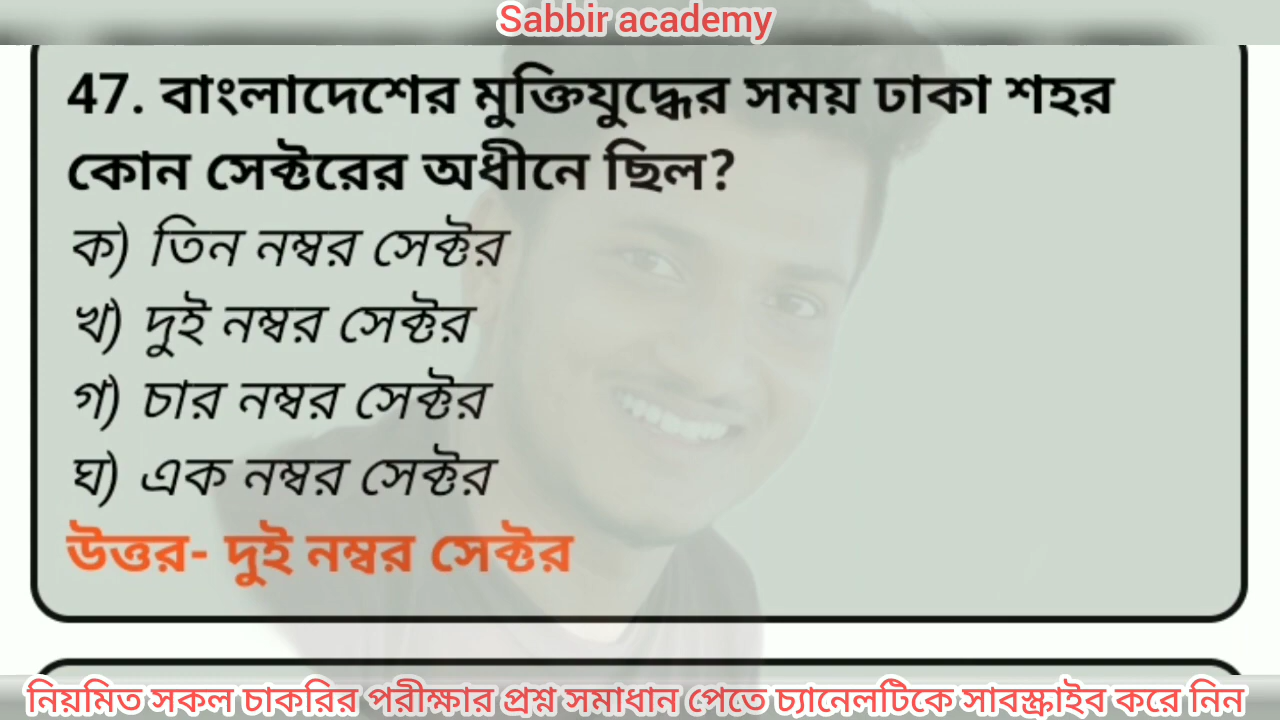 Sabbir academy
47. বাংলাদেশের মুক্তিযুদ্ধের সময় ঢাকা শহর
কোন সেক্টরের অধীনে ছিল?
ক) তিন নম্বর সেক্টর
খ) দুই নম্বর সেক্টর
গ) চার নম্বর সেক্টর
ঘ) এক নম্বর সেক্টর
উত্তর- দুই নম্বর সেক্টর
নিয়মিত সকল চাকরির পরীক্ষার প্রশ্ন সমাধান পেতে চ্যানেলটিকে সাবস্ক্রাইব করে নিন